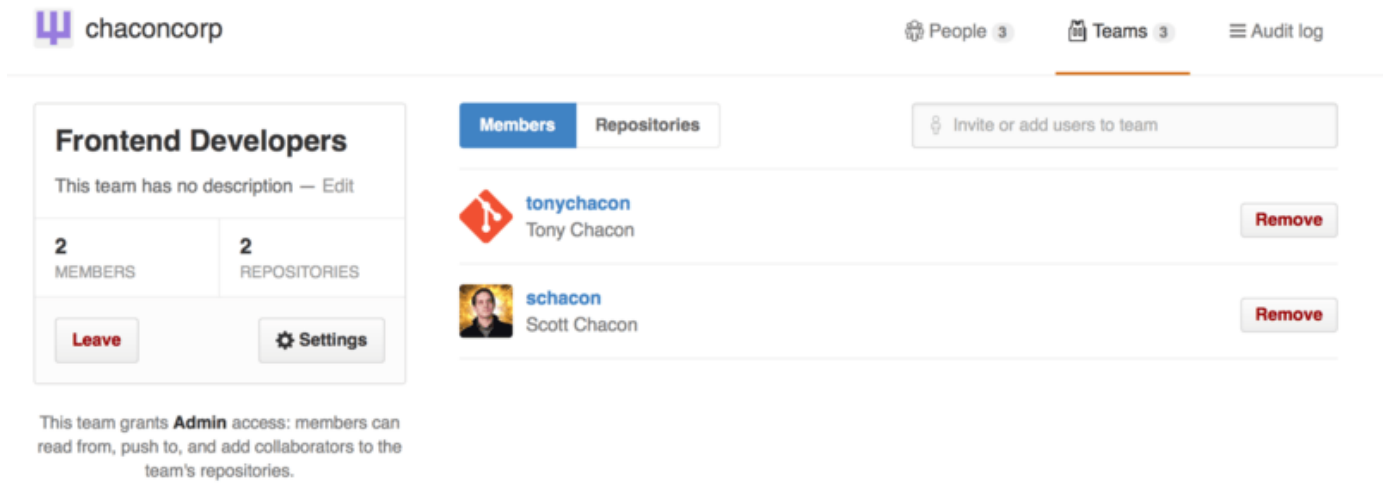 chaconcorp
People 3
Teams 3
Audit log
Frontend Developers
This team has no description — Edit
2
MEMBERS
2
REPOSITORIES
Leave
Settings
This team grants Admin access: members can
read from, push to, and add collaborators to the
team's repositories.
Members
Repositories
Invite or add users to team
tonychacon
Tony Chacon
Remove
schacon
Scott Chacon
Remove